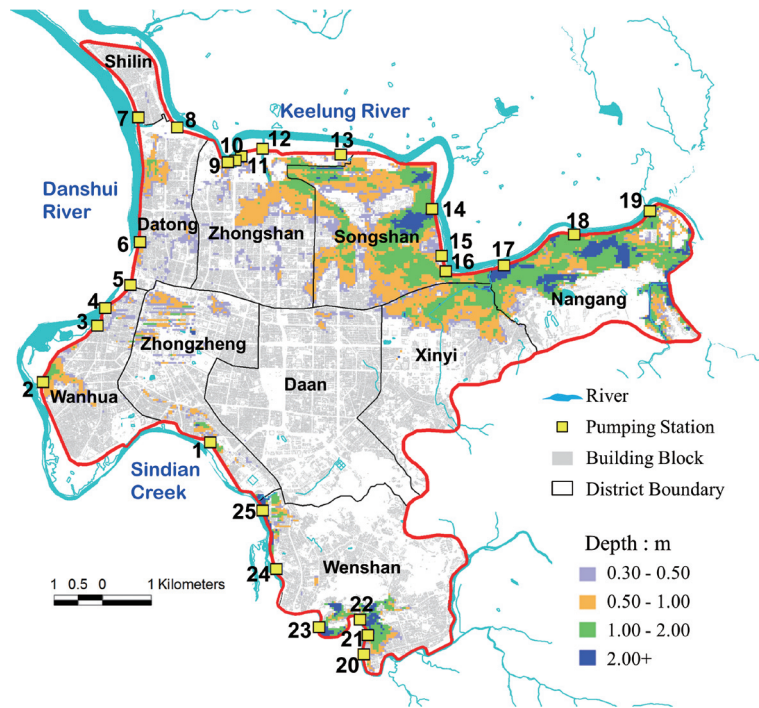 Shilin
7
8
Keelung River
10
12
13
9
11
Danshui
River
Datong
Zhongshan
Songshan
14
19
18
6
15
17
16
5
4
3
Nangang
Zhongzheng
Xinyi
Daan
2
Wanhua
1
Sindian
Creek
River
Pumping Station
Building Block
District Boundary
25
24
Wenshan
Depth : m
0.30 - 0.50
0.50 - 1.00
1.00 - 2.00
2.00+
1 0.5 0 1 Kilometers
23
22
21
20